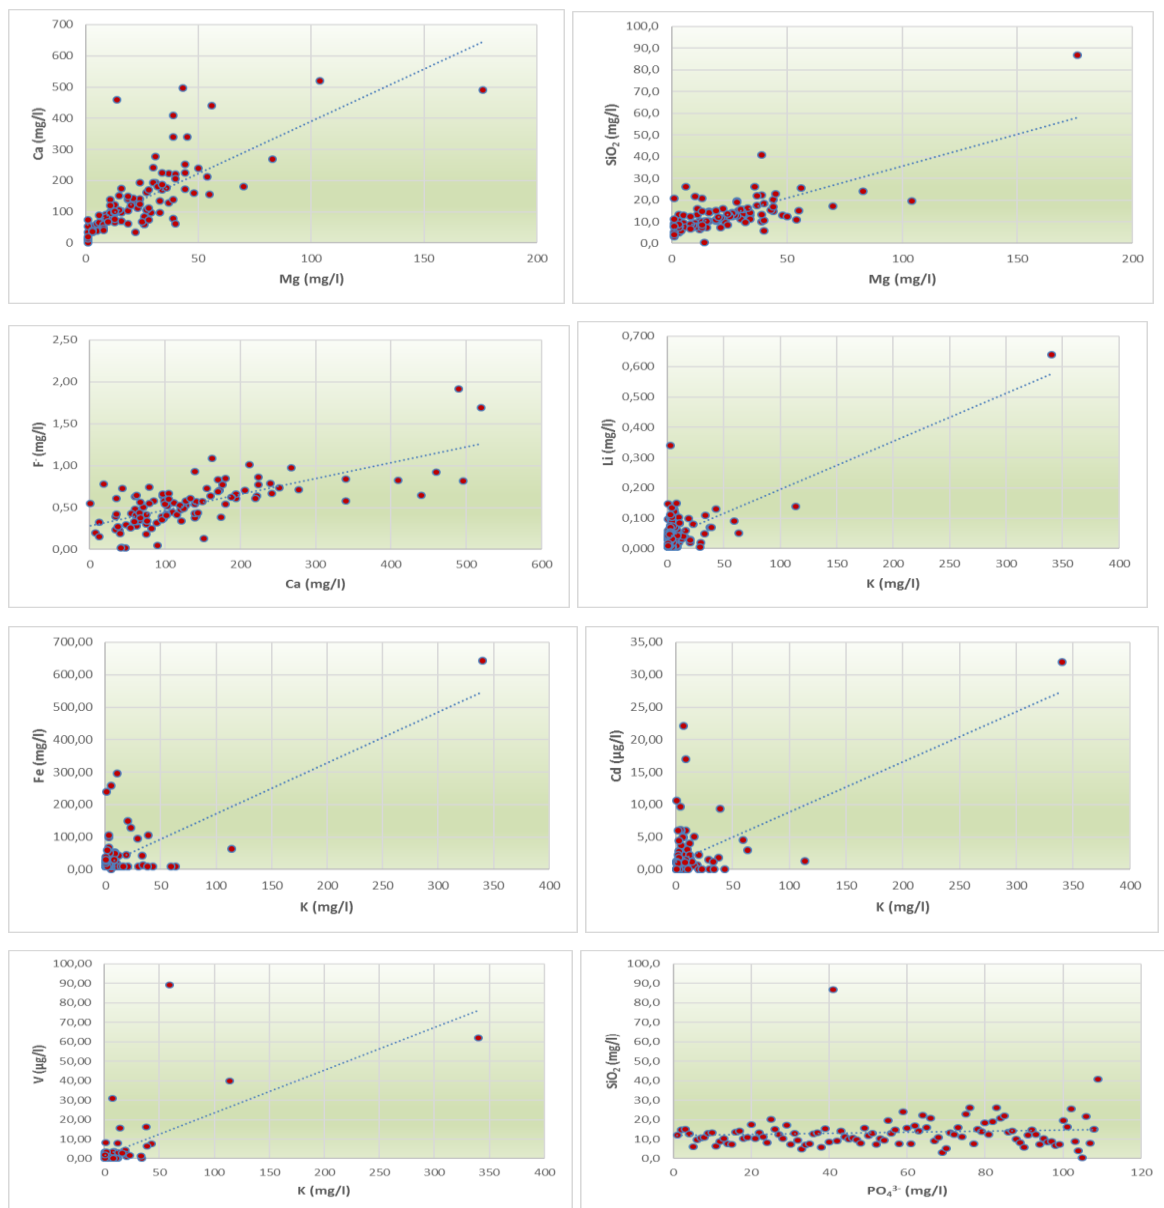 700
600
500
400
300
200
100
0
Ca (mg/l)
0 50 100 150 200
Mg (mg/l)
100,0
90,0
80,0
70,0
60,0
50,0
40,0
30,0
20,0
10,0
0,0
SiO₂ (mg/l)
0 50 100 150 200
Mg (mg/l)
2,50
2,00
1,50
1,00
0,50
0,00
F⁻ (mg/l)
0 100 200 300 400 500 600
Ca (mg/l)
0,700
0,600
0,500
0,400
0,300
0,200
0,100
0,000
Li (mg/l)
0 50 100 150 200 250 300 350 400
K (mg/l)
700,00
600,00
500,00
400,00
300,00
200,00
100,00
0,00
Fe (mg/l)
0 50 100 150 200 250 300 350 400
K (mg/l)
35,00
30,00
25,00
20,00
15,00
10,00
5,00
0,00
Cd (µg/l)
0 50 100 150 200 250 300 350 400
K (mg/l)
100,00
90,00
80,00
70,00
60,00
50,00
40,00
30,00
20,00
10,00
0,00
V (µg/l)
0 100 200 300 400
K (mg/l)
100,0
90,0
80,0
70,0
60,0
50,0
40,0
30,0
20,0
10,0
0,0
SiO₂ (mg/l)
0 20 40 60 80 100 120
PO₄³⁻ (mg/l)